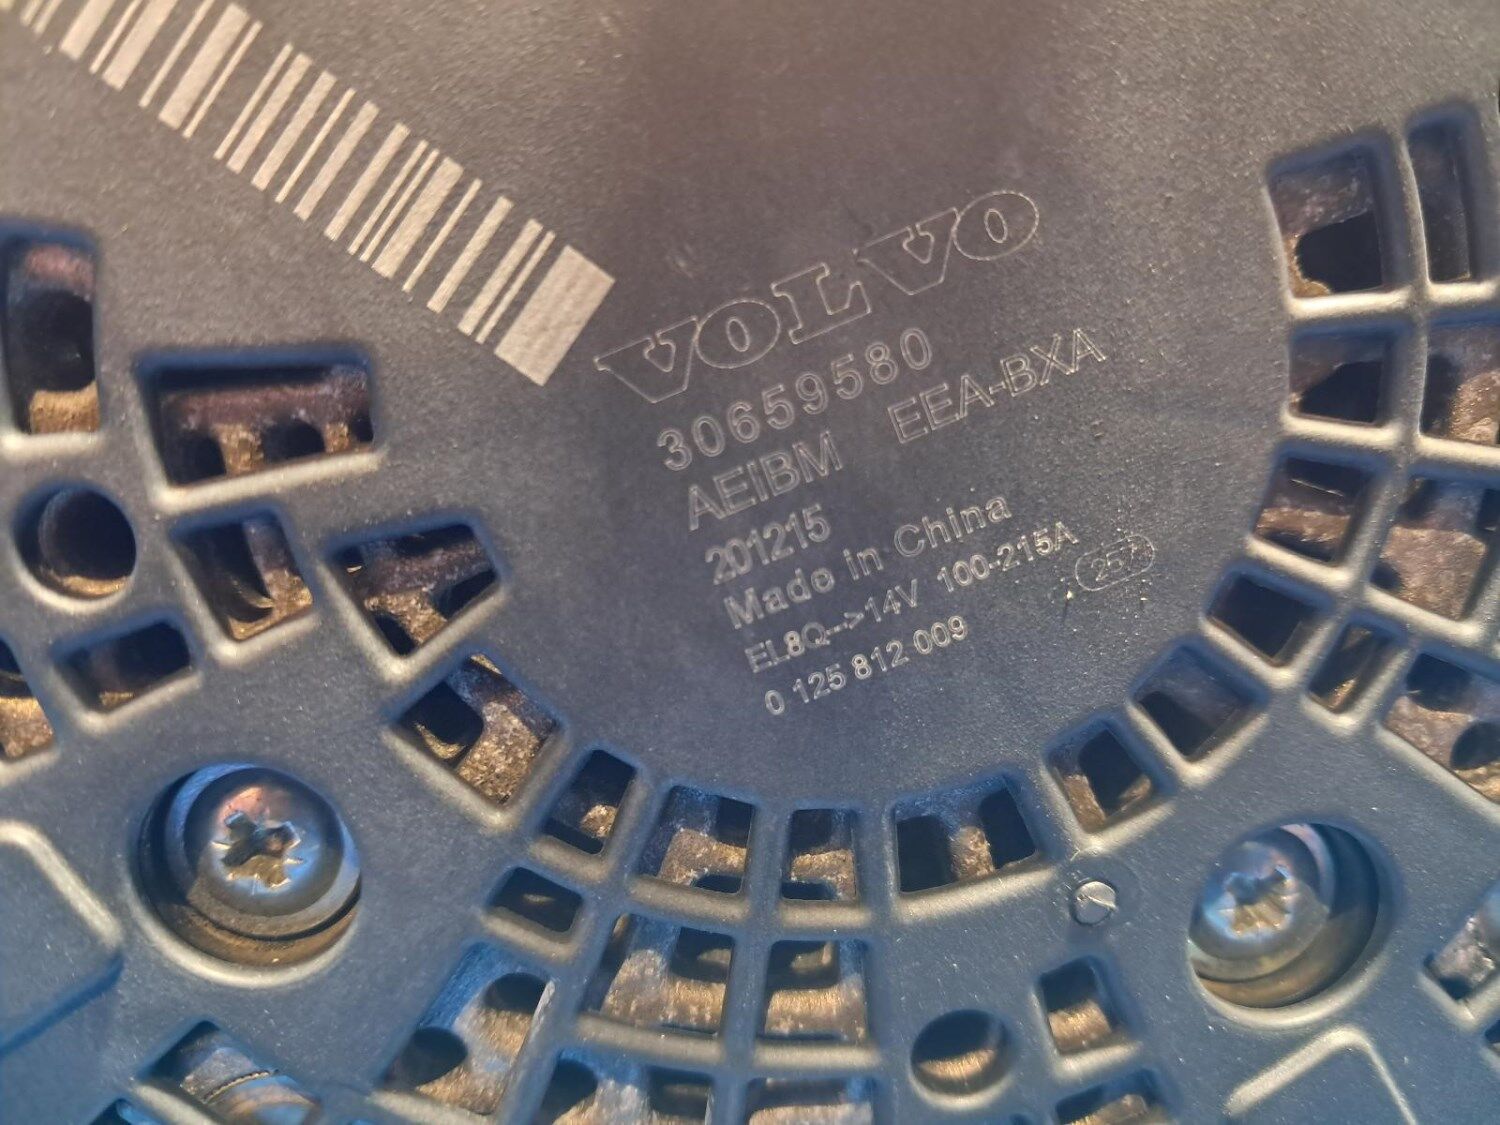 VOLVO
30659580
AEIBM EEA-BXA
201215
Made in China
EL8Q-->14V 100-215A 257
0 125 812 009